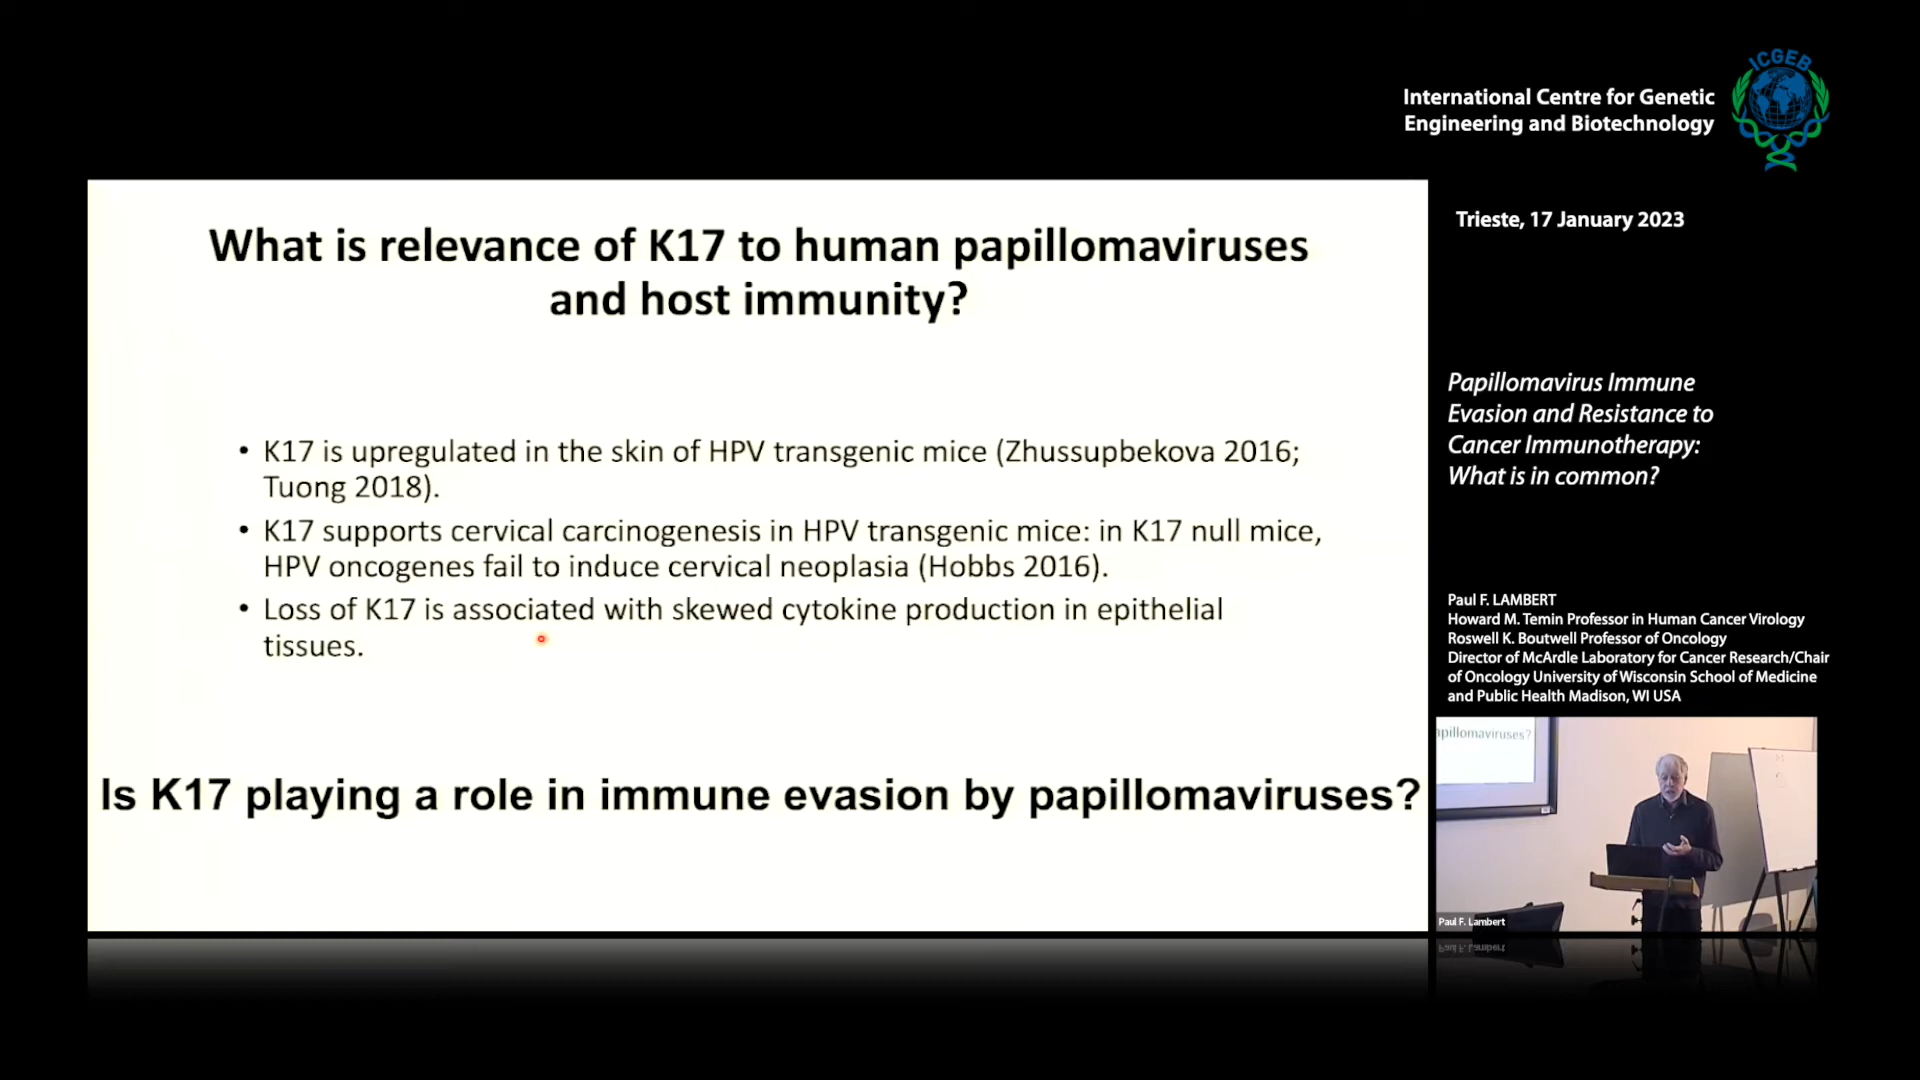 ICGEB
International Centre for Genetic
Engineering and Biotechnology
Trieste, 17 January 2023
What is relevance of K17 to human papillomaviruses
and host immunity?
• K17 is upregulated in the skin of HPV transgenic mice (Zhussupbekova 2016;
Tuong 2018).
• K17 supports cervical carcinogenesis in HPV transgenic mice: in K17 null mice,
HPV oncogenes fail to induce cervical neoplasia (Hobbs 2016).
• Loss of K17 is associated with skewed cytokine production in epithelial
tissues.
Is K17 playing a role in immune evasion by papillomaviruses?
Papillomavirus Immune
Evasion and Resistance to
Cancer Immunotherapy:
What is in common?
Paul F. LAMBERT
Howard M. Temin Professor in Human Cancer Virology
Roswell K. Boutwell Professor of Oncology
Director of McArdle Laboratory for Cancer Research/Chair
of Oncology University of Wisconsin School of Medicine
and Public Health Madison, WI USA
apillomaviruses?
Paul F. Lambert